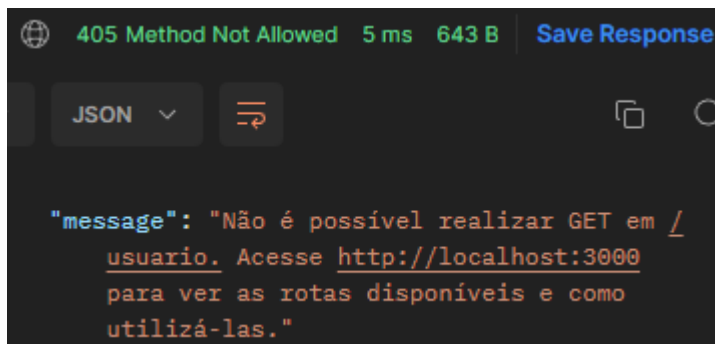 405 Method Not Allowed 5 ms 643 B Save Response
JSON
"message": "Não é possível realizar GET em /
usuario. Acesse http://localhost:3000
para ver as rotas disponíveis e como
utilizá-las."